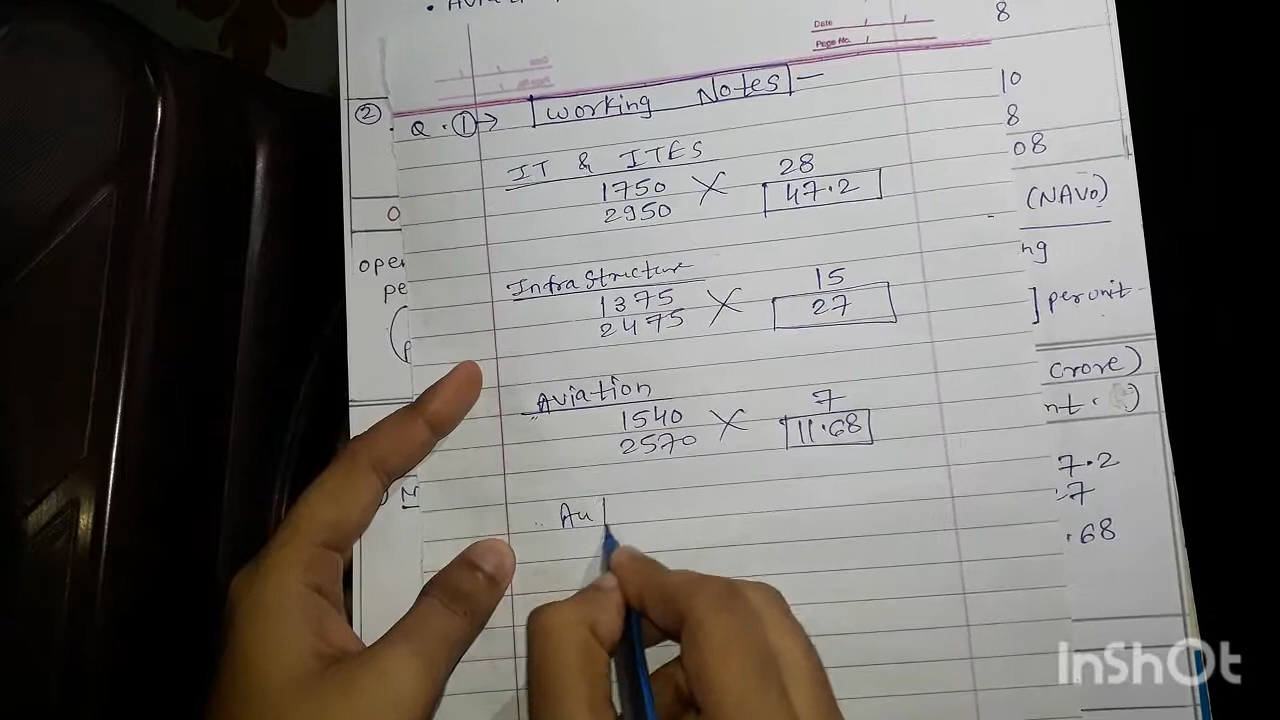 8
Date / /
Page No.
10
8
08
② Q. ① → Working Notes —
IT & ITES
1750 × 28
2950 47.2
(NAVO)
ng
Infrastructure
1375 × 15
2475 27
] per unit
oper
pe
(p
crore)
nt.
Aviation
1540 × 7
2570 11.68
7.2
.7
.68
N
Au
InShOt